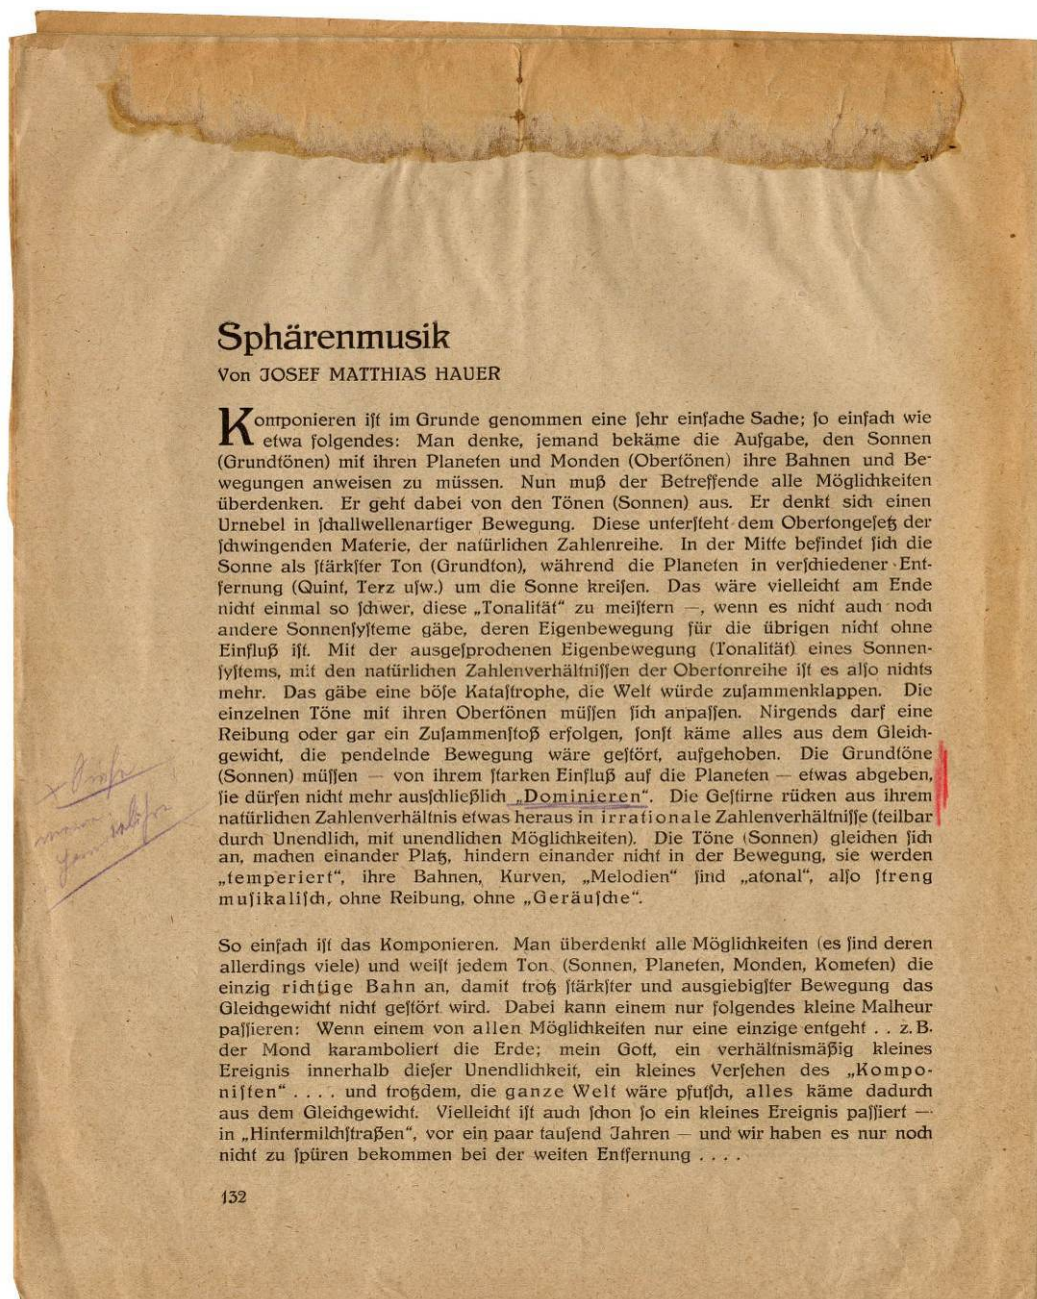 Sphärenmusik
Von JOSEF MATTHIAS HAUER
Komponieren iſt im Grunde genommen eine ſehr einfache Sache; ſo einfach wie
etwa folgendes: Man denke, jemand bekäme die Aufgabe, den Sonnen
(Grundtönen) mit ihren Planeten und Monden (Obertönen) ihre Bahnen und Be-
wegungen anweisen zu müssen. Nun muß der Betreffende alle Möglichkeiten
überdenken. Er geht dabei von den Tönen (Sonnen) aus. Er denkt sich einen
Urnebel in ſchallwellenartiger Bewegung. Diese unterſteht dem Obertongeſetz der
ſchwingenden Materie, der natürlichen Zahlenreihe. In der Mitte befindet ſich die
Sonne als ſtärkſter Ton (Grundton), während die Planeten in verſchiedener Ent-
fernung (Quint, Terz uſw.) um die Sonne kreiſen. Das wäre vielleicht am Ende
nicht einmal so ſchwer, diese „Tonalität“ zu meiſtern —, wenn es nicht auch noch
andere Sonnenſyſteme gäbe, deren Eigenbewegung für die übrigen nicht ohne
Einfluß iſt. Mit der ausgeſprochenen Eigenbewegung (Tonalität) eines Sonnen-
ſyſtems, mit den natürlichen Zahlenverhältniſſen der Obertonreihe iſt es alſo nichts
mehr. Das gäbe eine böſe Kataſtrophe, die Welt würde zuſammenklappen. Die
einzelnen Töne mit ihren Obertönen müſſen ſich anpaſſen. Nirgends darf eine
Reibung oder gar ein Zuſammenſtoß erfolgen, ſonſt käme alles aus dem Gleich-
gewicht, die pendelnde Bewegung wäre geſtört, aufgehoben. Die Grundtöne
(Sonnen) müſſen — von ihrem ſtarken Einfluß auf die Planeten — etwas abgeben,
ſie dürfen nicht mehr ausſchließlich „Dominieren“. Die Geſtirne rücken aus ihrem
natürlichen Zahlenverhältnis etwas heraus in irrationale Zahlenverhältniſſe (teilbar
durch Unendlich, mit unendlichen Möglichkeiten). Die Töne (Sonnen) gleichen ſich
an, machen einander Platz, hindern einander nicht in der Bewegung, sie werden
„temperiert“, ihre Bahnen, Kurven, „Melodien“ ſind „atonal“, alſo ſtreng
muſikaliſch, ohne Reibung, ohne „Geräuſche“.
So einfach iſt das Komponieren. Man überdenkt alle Möglichkeiten (es ſind deren
allerdings viele) und weiſt jedem Ton (Sonnen, Planeten, Monden, Kometen) die
einzig richtige Bahn an, damit trotz ſtärkſter und ausgiebigſter Bewegung das
Gleichgewicht nicht geſtört wird. Dabei kann einem nur folgendes kleine Malheur
paſſieren: Wenn einem von allen Möglichkeiten nur eine einzige entgeht . . z. B.
der Mond karamboliert die Erde; mein Gott, ein verhältnismäßig kleines
Ereignis innerhalb dieſer Unendlichkeit, ein kleines Verſehen des „Kompo-
niſten“ . . . . und trotzdem, die ganze Welt wäre pfutſch, alles käme dadurch
aus dem Gleichgewicht. Vielleicht iſt auch ſchon ſo ein kleines Ereignis paſſiert —
in „Hintermilchſtraßen“, vor ein paar tauſend Jahren — und wir haben es nur noch
nicht zu ſpüren bekommen bei der weiten Entfernung . . . .
132